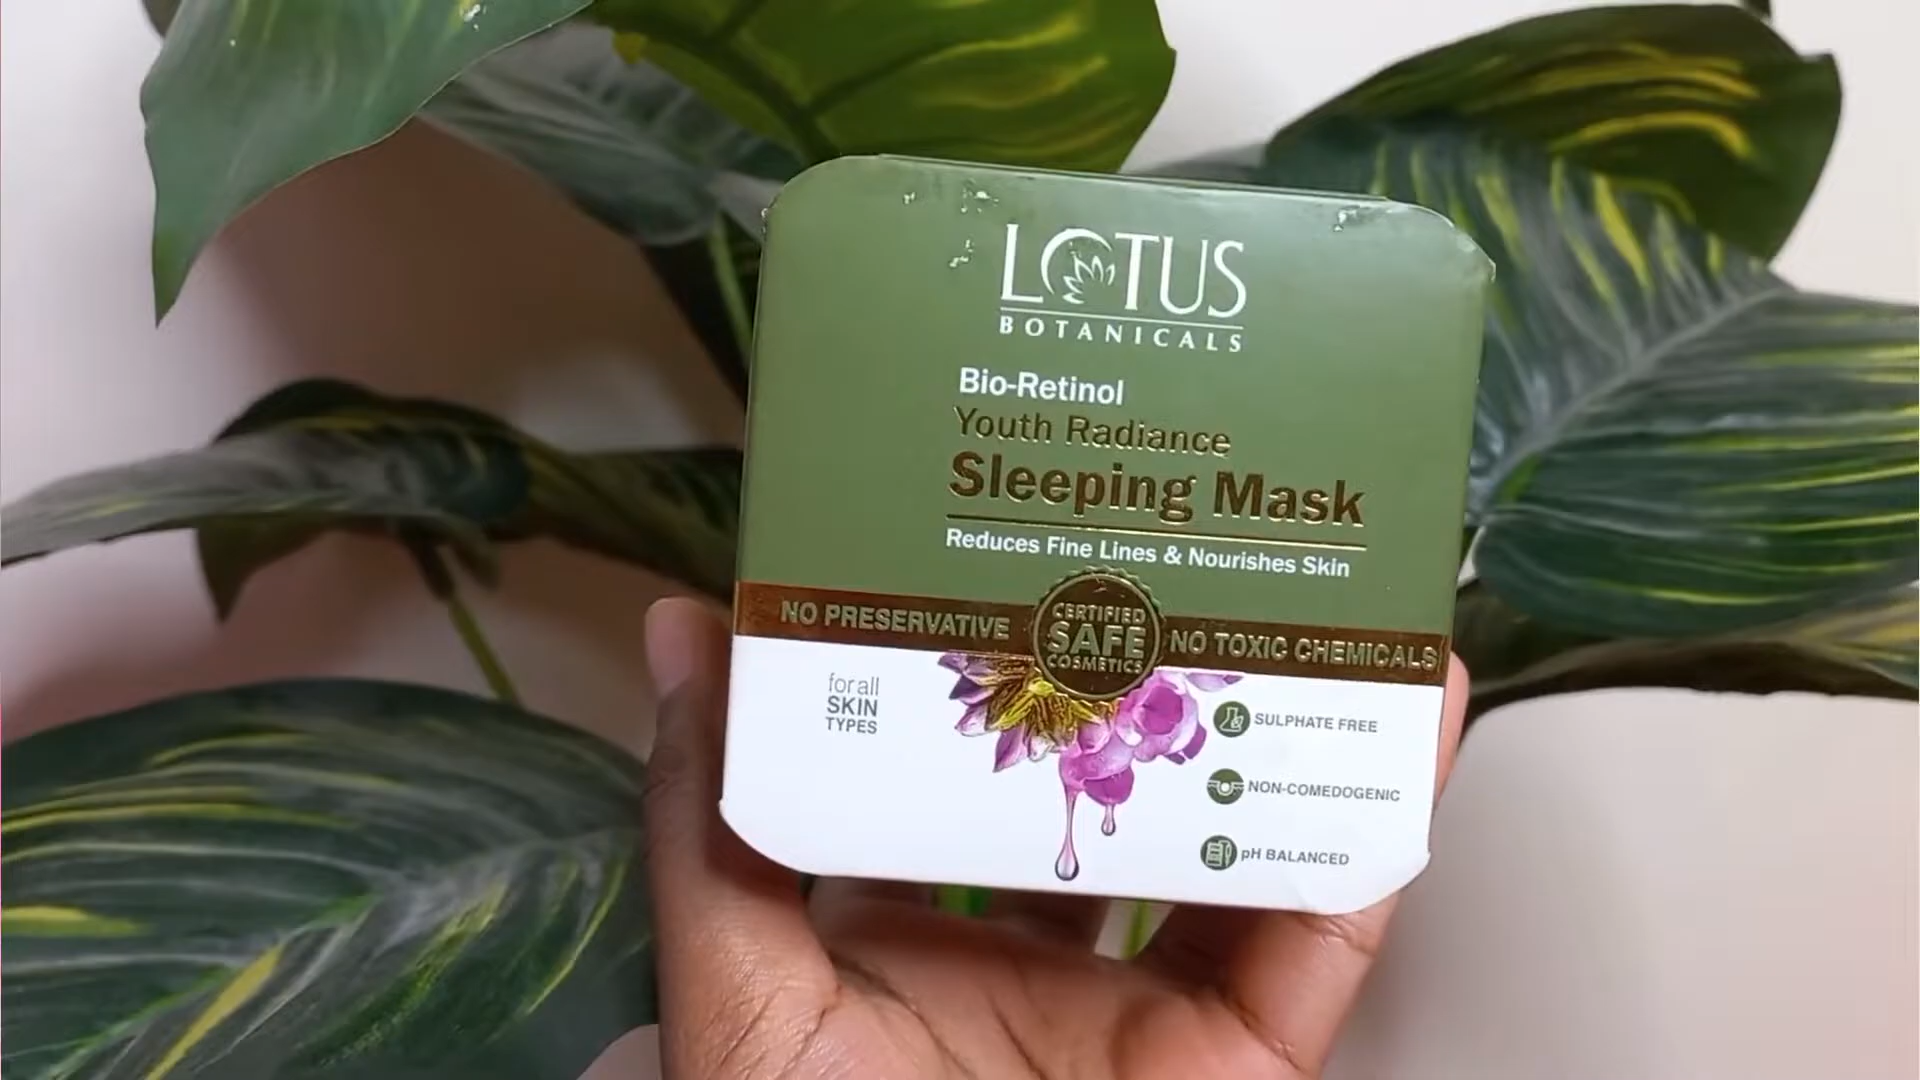 LOTUS
BOTANICALS
Bio-Retinol
Youth Radiance
Sleeping Mask
Reduces Fine Lines & Nourishes Skin
NO PRESERVATIVE
CERTIFIED
SAFE
COSMETICS
NO TOXIC CHEMICALS
for all
SKIN
TYPES
SULPHATE FREE
NON-COMEDOGENIC
pH BALANCED